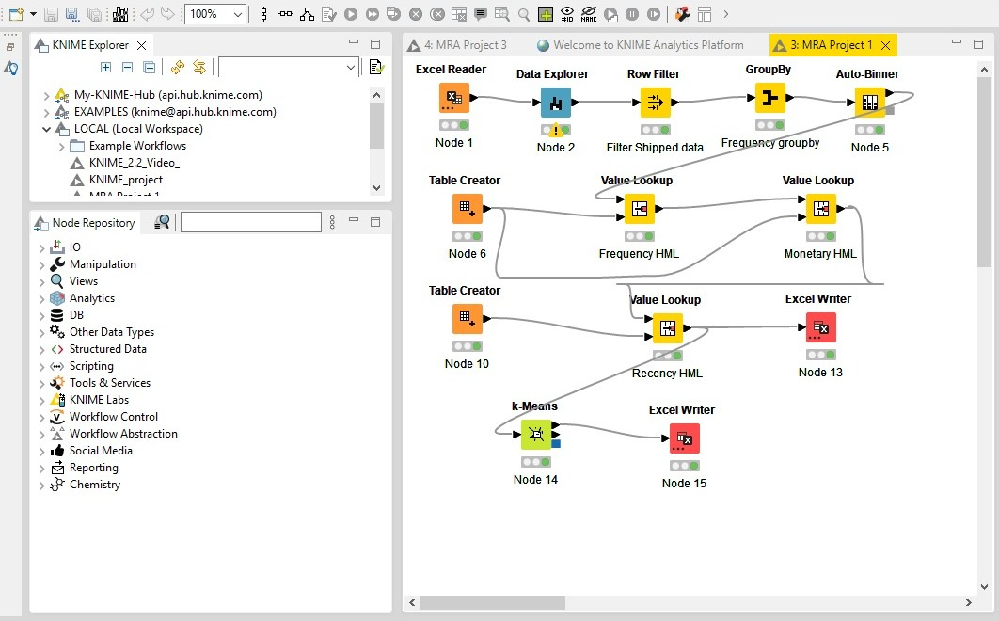 100%
#ID
NAME
KNIME Explorer
My-KNIME-Hub (api.hub.knime.com)
EXAMPLES (knime@api.hub.knime.com)
LOCAL (Local Workspace)
Example Workflows
KNIME_2.2_Video_
KNIME_project
MRA Project 1
Node Repository
IO
Manipulation
Views
Analytics
DB
Other Data Types
Structured Data
Scripting
Tools & Services
KNIME Labs
Workflow Control
Workflow Abstraction
Social Media
Reporting
Chemistry
4: MRA Project 3
Welcome to KNIME Analytics Platform
3: MRA Project 1
Excel Reader
Data Explorer
Row Filter
GroupBy
Auto-Binner
Node 1
Node 2
Filter Shipped data
Frequency groupby
Node 5
Table Creator
Value Lookup
Value Lookup
Node 6
Frequency HML
Monetary HML
Table Creator
Value Lookup
Excel Writer
Node 10
Recency HML
Node 13
k-Means
Excel Writer
Node 14
Node 15